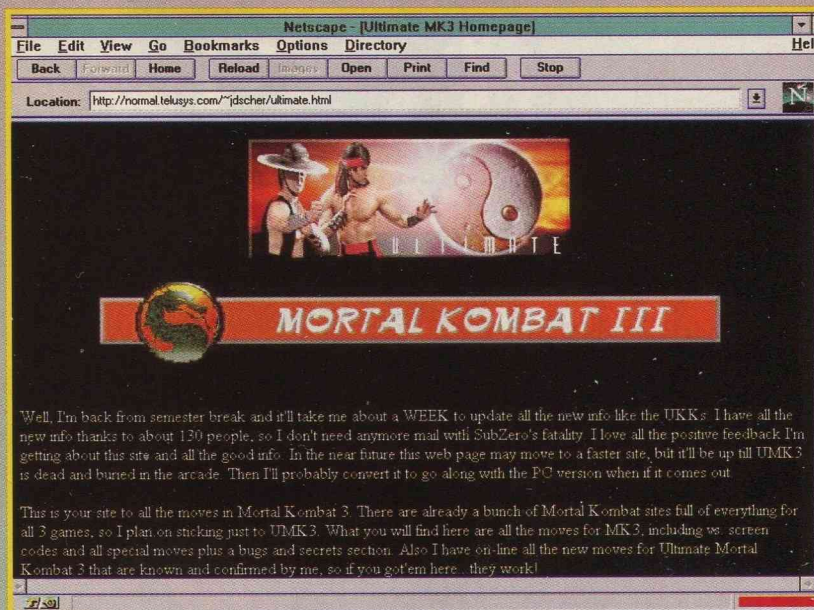 Netscape - [Ultimate MK3 Homepage]
File Edit View Go Bookmarks Options Directory Hel
Back Forward Home Reload Images Open Print Find Stop
Location: http://normal.telusys.com/~jdscher/ultimate.html
N
ULTIMATE
MORTAL KOMBAT III
Well, I'm back from semester break and it'll take me about a WEEK to update all the new info like the UKKs. I have all the
new info thanks to about 130 people, so I don't need anymore mail with SubZero's fatality. I love all the positive feedback I'm
getting about this site and all the good info. In the near future this web page may move to a faster site, but it'll be up till UMK3
is dead and buried in the arcade. Then I'll probably convert it to go along with the PC version when if it comes out.
This is your site to all the moves in Mortal Kombat 3. There are already a bunch of Mortal Kombat sites full of everything for
all 3 games, so I plan on sticking just to UMK3. What you will find here are all the moves for MK3, including vs. screen
codes and all special moves plus a bugs and secrets section. Also I have on-line all the new moves for Ultimate Mortal
Kombat 3 that are known and confirmed by me, so if you got'em here...they work!